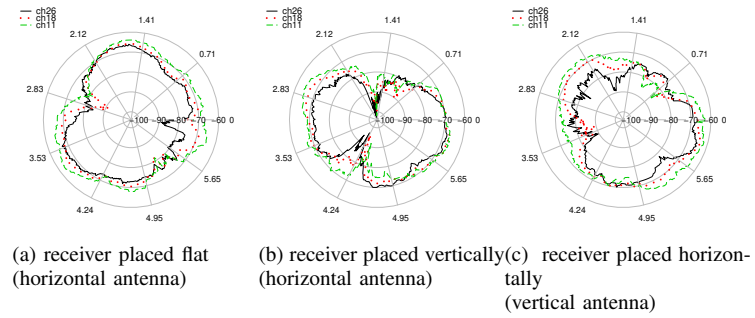 ch26
ch18
ch11
1.41
0.71
0
5.65
4.95
4.24
3.53
2.83
2.12
-100 -90 -80 -70 -60
ch26
ch18
ch11
1.41
0.71
0
5.65
4.95
4.24
3.53
2.83
2.12
-100 -90 -80 -70 -60
ch26
ch18
ch11
1.41
0.71
0
5.65
4.95
4.24
3.53
2.83
2.12
-100 -90 -80 -70 -60
(a) receiver placed flat
(horizontal antenna)
(b) receiver placed vertically
(horizontal antenna)
(c) receiver placed horizon-
tally
(vertical antenna)